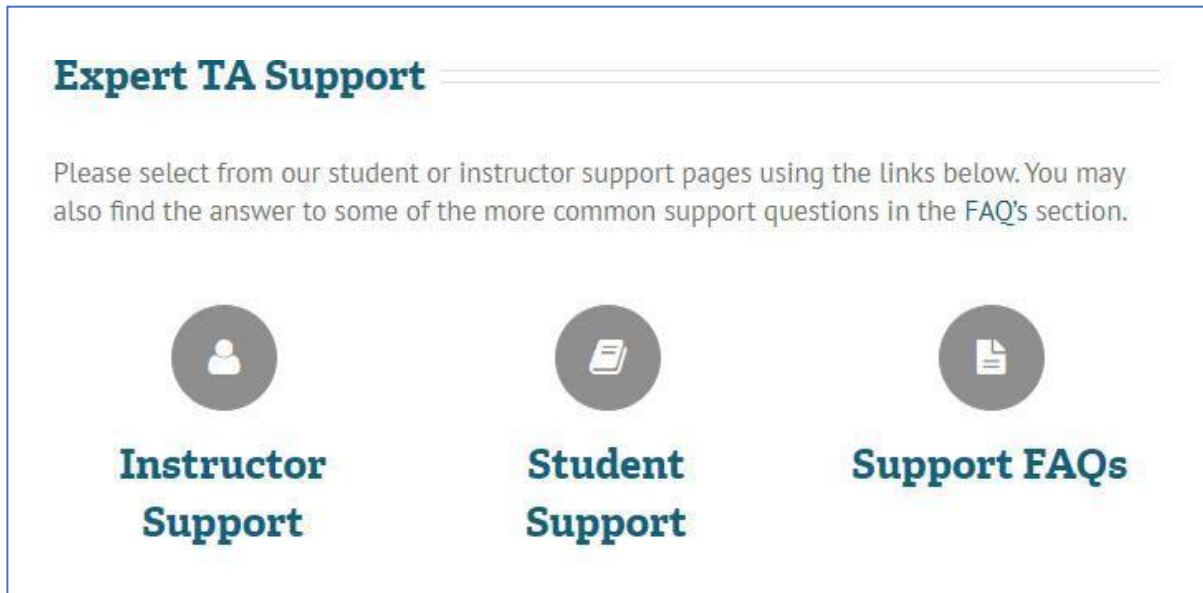 Expert TA Support
Please select from our student or instructor support pages using the links below. You may
also find the answer to some of the more common support questions in the FAQ's section.
Instructor
Support
Student
Support
Support FAQs